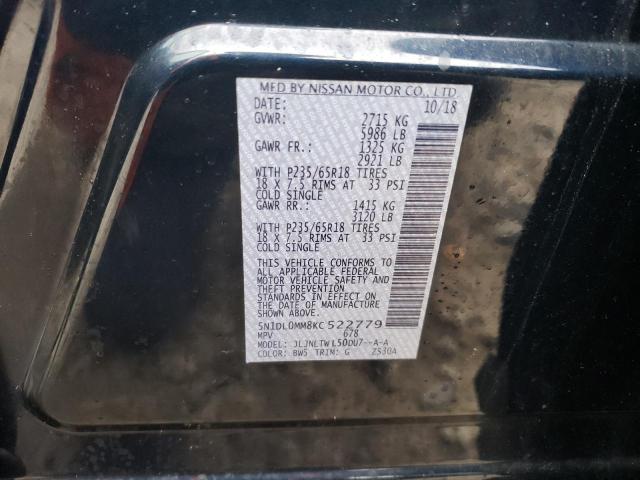 MFD BY NISSAN MOTOR CO., LTD.
DATE: 10/18
GVWR: 2715 KG
5986 LB
GAWR FR.: 1325 KG
2921 LB
WITH P235/65R18 TIRES
18 X 7.5 RIMS AT 33 PSI
COLD SINGLE
GAWR RR.: 1415 KG
3120 LB
WITH P235/65R18 TIRES
18 X 7.5 RIMS AT 33 PSI
COLD SINGLE
THIS VEHICLE CONFORMS TO
ALL APPLICABLE FEDERAL
MOTOR VEHICLE SAFETY AND
THEFT PREVENTION STANDARDS
IN EFFECT ON THE DATE OF
MANUFACTURE SHOWN ABOVE
5N1DL0MM8KC522779
MPV 678
MODEL: JLJNLTWL50DU7--A-A
COLOR: BW5 TRIM: G ZS30A